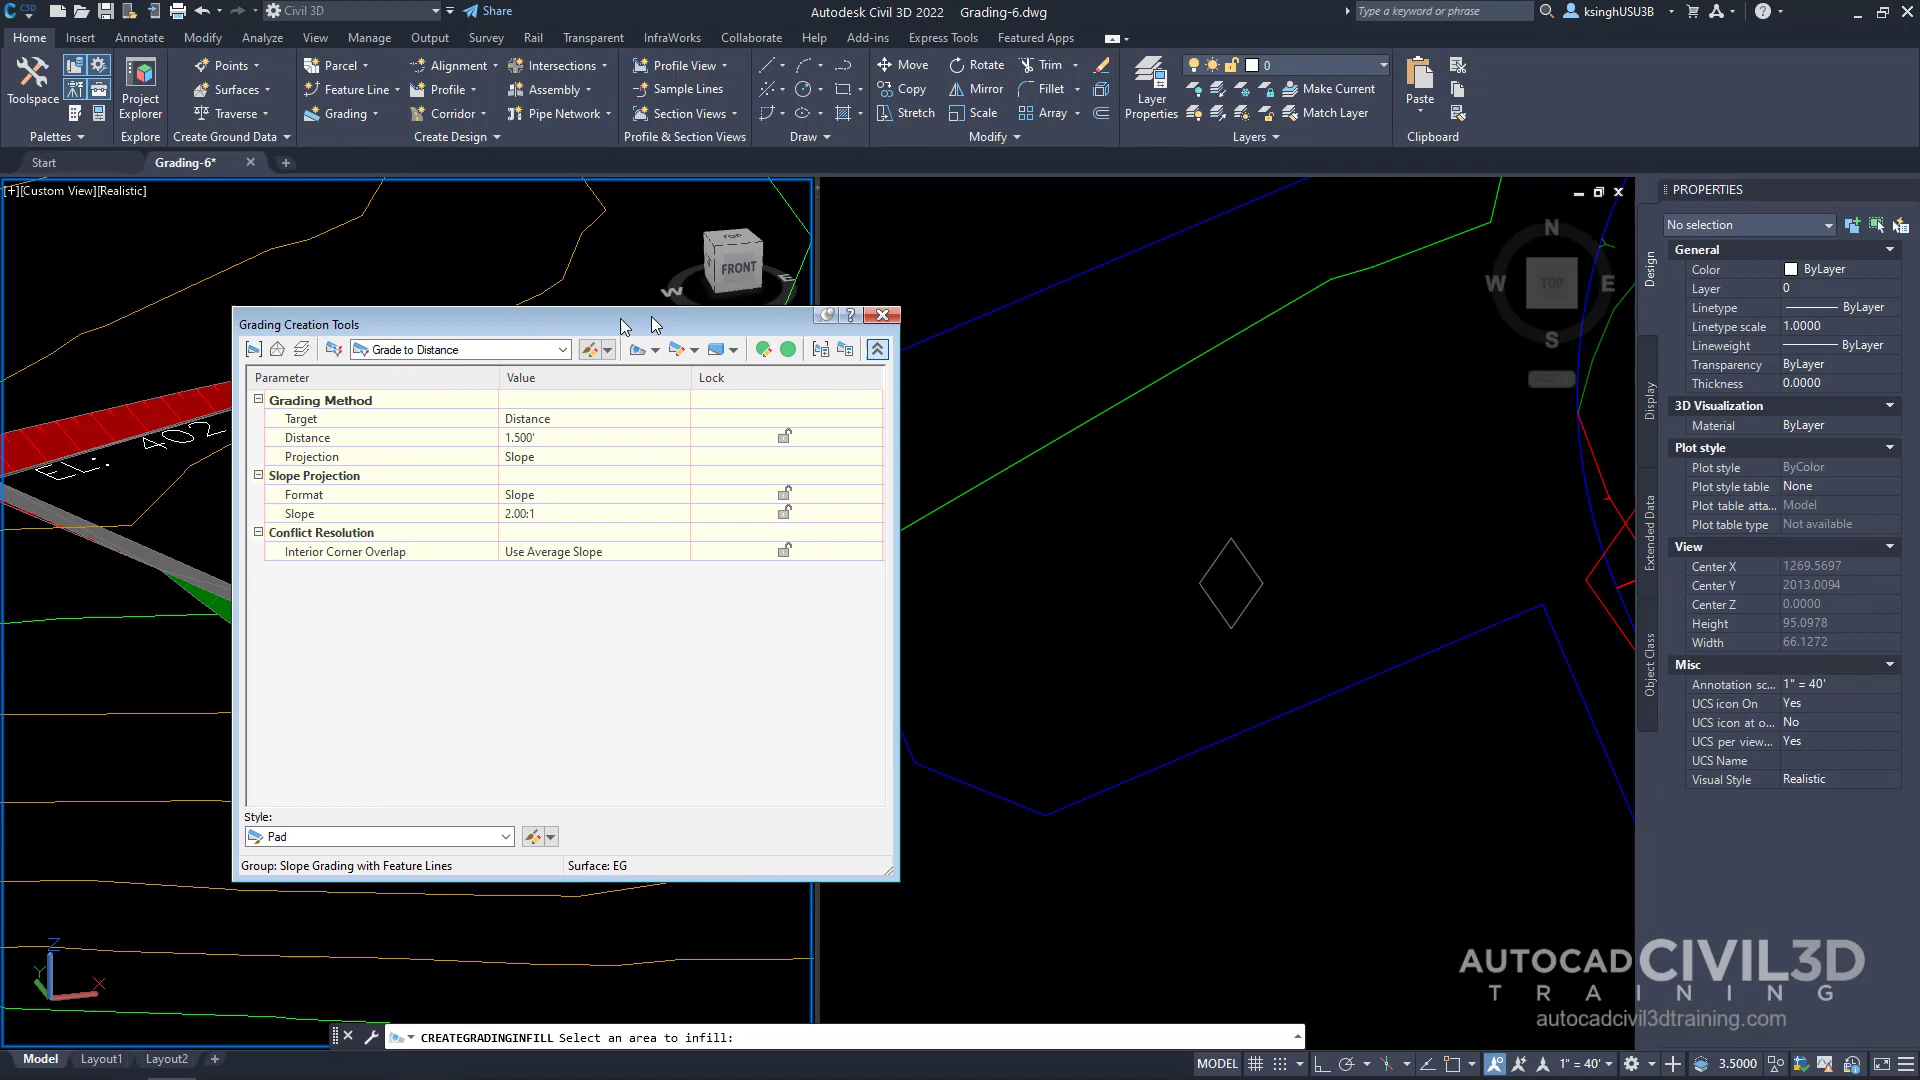 C3D
Civil 3D
Share
Autodesk Civil 3D 2022
Grading-6.dwg
Type a keyword or phrase
ksinghUSU3B
Home
Insert
Annotate
Modify
Analyze
View
Manage
Output
Survey
Rail
Transparent
InfraWorks
Collaborate
Help
Add-ins
Express Tools
Featured Apps
Toolspace
Project
Explorer
Points
Surfaces
Traverse
Parcel
Feature Line
Grading
Alignment
Profile
Corridor
Intersections
Assembly
Pipe Network
Profile View
Sample Lines
Section Views
Move
Copy
Stretch
Rotate
Mirror
Scale
Trim
Fillet
Array
Layer
Properties
0
Make Current
Match Layer
Paste
Palettes
Explore
Create Ground Data
Create Design
Profile & Section Views
Draw
Modify
Layers
Clipboard
Start
Grading-6*
[+][Custom View][Realistic]
TOP
FRONT
W
E
EL: 402
Z
Y
X
Grading Creation Tools
Grade to Distance
Parameter
Value
Lock
Grading Method
Target
Distance
Distance
1.500'
Projection
Slope
Slope Projection
Format
Slope
Slope
2.00:1
Conflict Resolution
Interior Corner Overlap
Use Average Slope
Style:
Pad
Group: Slope Grading with Feature Lines
Surface: EG
N
W
TOP
E
S
WCS
Design
Display
Extended Data
Object Class
PROPERTIES
No selection
General
Color
ByLayer
Layer
0
Linetype
ByLayer
Linetype scale
1.0000
Lineweight
ByLayer
Transparency
ByLayer
Thickness
0.0000
3D Visualization
Material
ByLayer
Plot style
Plot style
ByColor
Plot style table
None
Plot table atta...
Model
Plot table type
Not available
View
Center X
1269.5697
Center Y
2013.0094
Center Z
0.0000
Height
95.0978
Width
66.1272
Misc
Annotation sc...
1" = 40'
UCS icon On
Yes
UCS icon at o...
No
UCS per view...
Yes
UCS Name
Visual Style
Realistic
AUTOCAD CIVIL3D
TRAINING
autocadcivil3dtraining.com
CREATEGRADINGINFILL Select an area to infill:
Model
Layout1
Layout2
MODEL
1" = 40'
3.5000